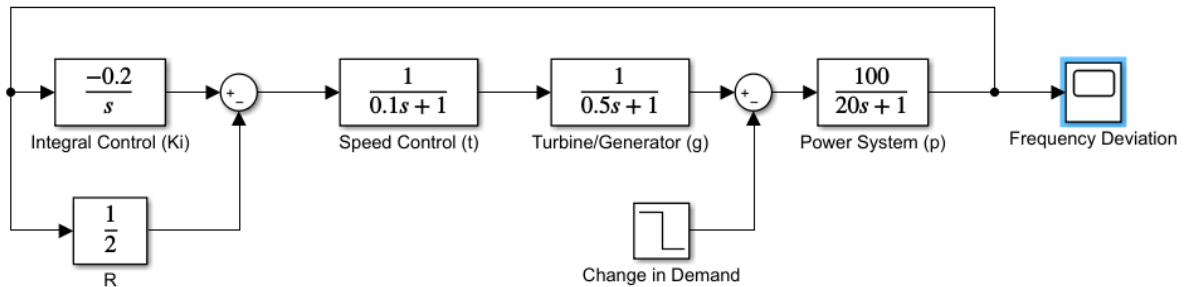 −0.2
s
Integral Control (Ki)
+
−
1
0.1s + 1
Speed Control (t)
1
0.5s + 1
Turbine/Generator (g)
+
−
100
20s + 1
Power System (p)
Frequency Deviation
1
2
R
Change in Demand